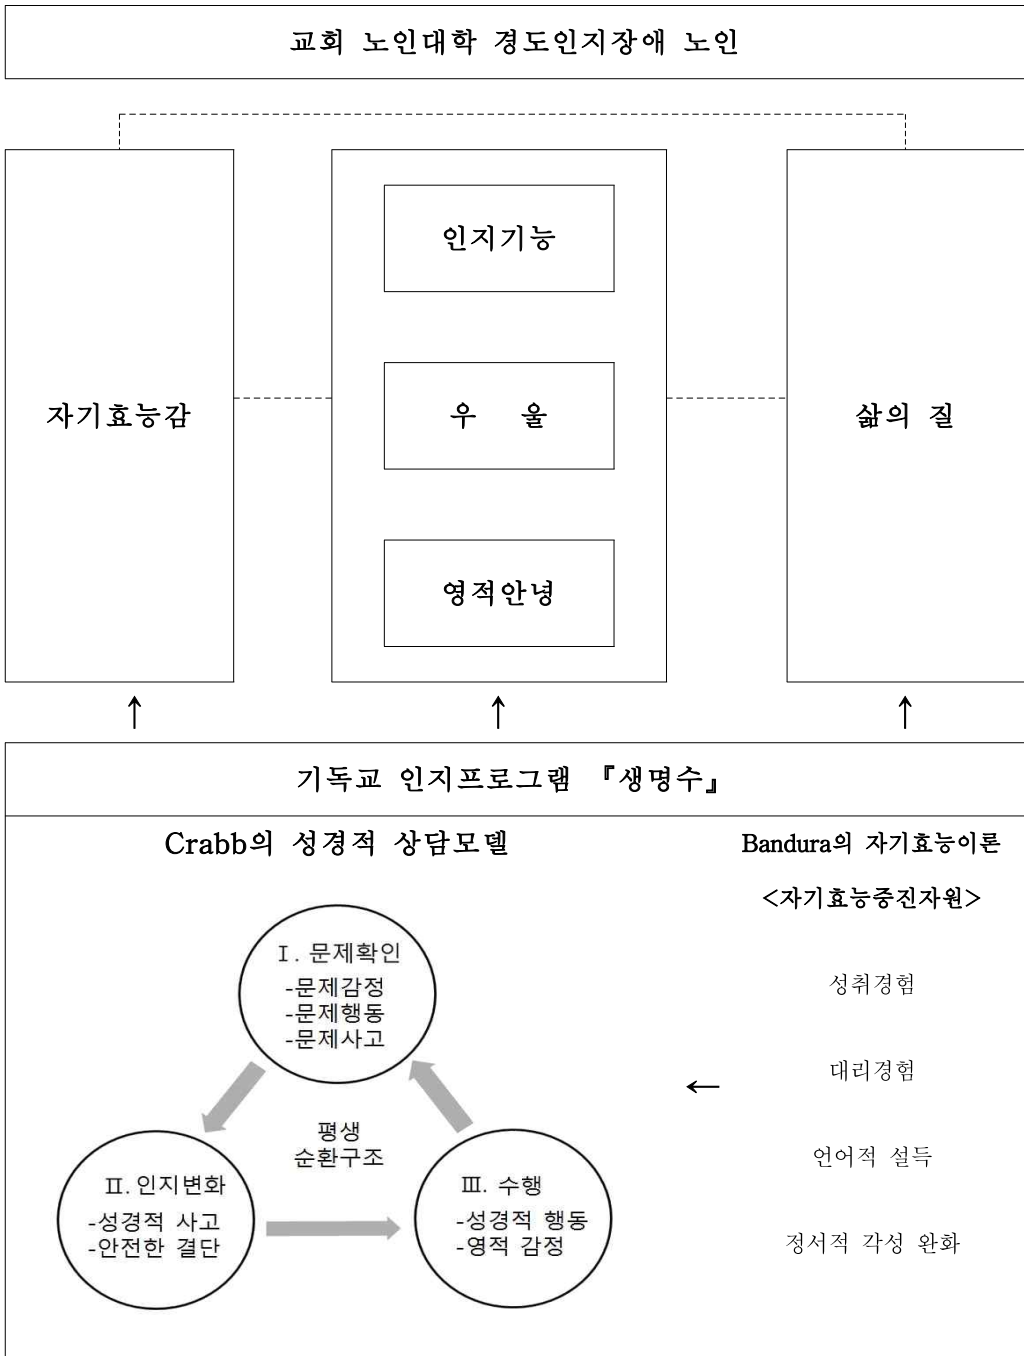 교회 노인대학 경도인지장애 노인
자기효능감
인지기능
우 울
영적안녕
삶의 질
↑ ↑ ↑
기독교 인지프로그램 『생명수』
Crabb의 성경적 상담모델
Ⅰ. 문제확인
-문제감정
-문제행동
-문제사고
평생
순환구조
Ⅱ. 인지변화
-성경적 사고
-안전한 결단
Ⅲ. 수행
-성경적 행동
-영적 감정
←
Bandura의 자기효능이론
<자기효능증진자원>
성취경험
대리경험
언어적 설득
정서적 각성 완화